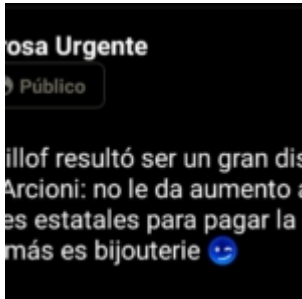 rosa Urgente
Público
illof resultó ser un gran dis
Arcioni: no le da aumento a
es estatales para pagar la
más es bijouterie 😉